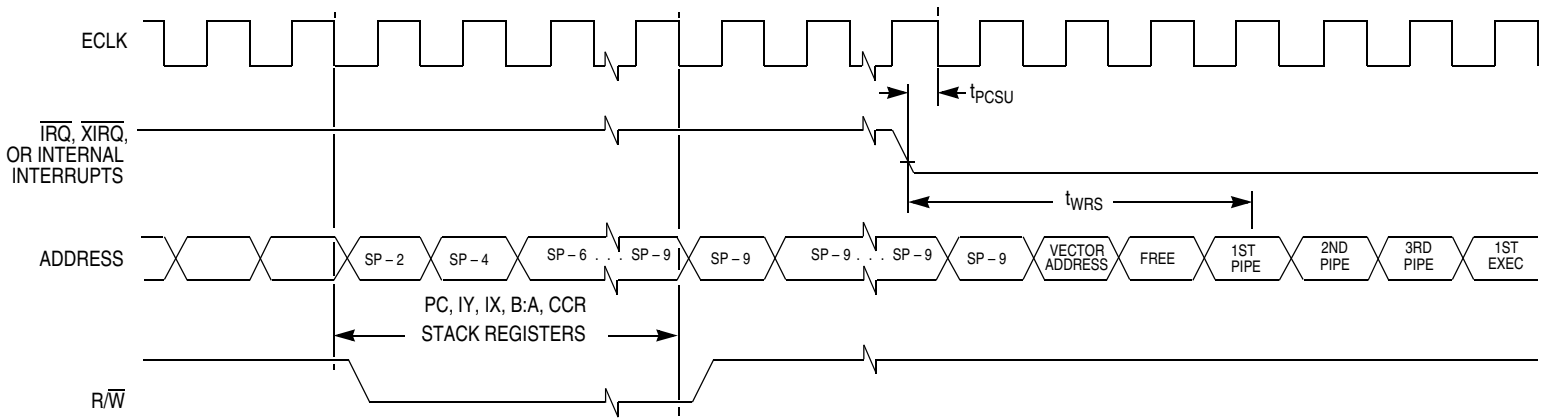 ECLK
tPCSU
IRQ, XIRQ,
OR INTERNAL
INTERRUPTS
tWRS
ADDRESS
SP – 2
SP – 4
SP – 6 . . . SP – 9
SP – 9
SP – 9 . . . SP – 9
SP – 9
VECTOR
ADDRESS
FREE
1ST
PIPE
2ND
PIPE
3RD
PIPE
1ST
EXEC
PC, IY, IX, B:A, CCR
STACK REGISTERS
R/W